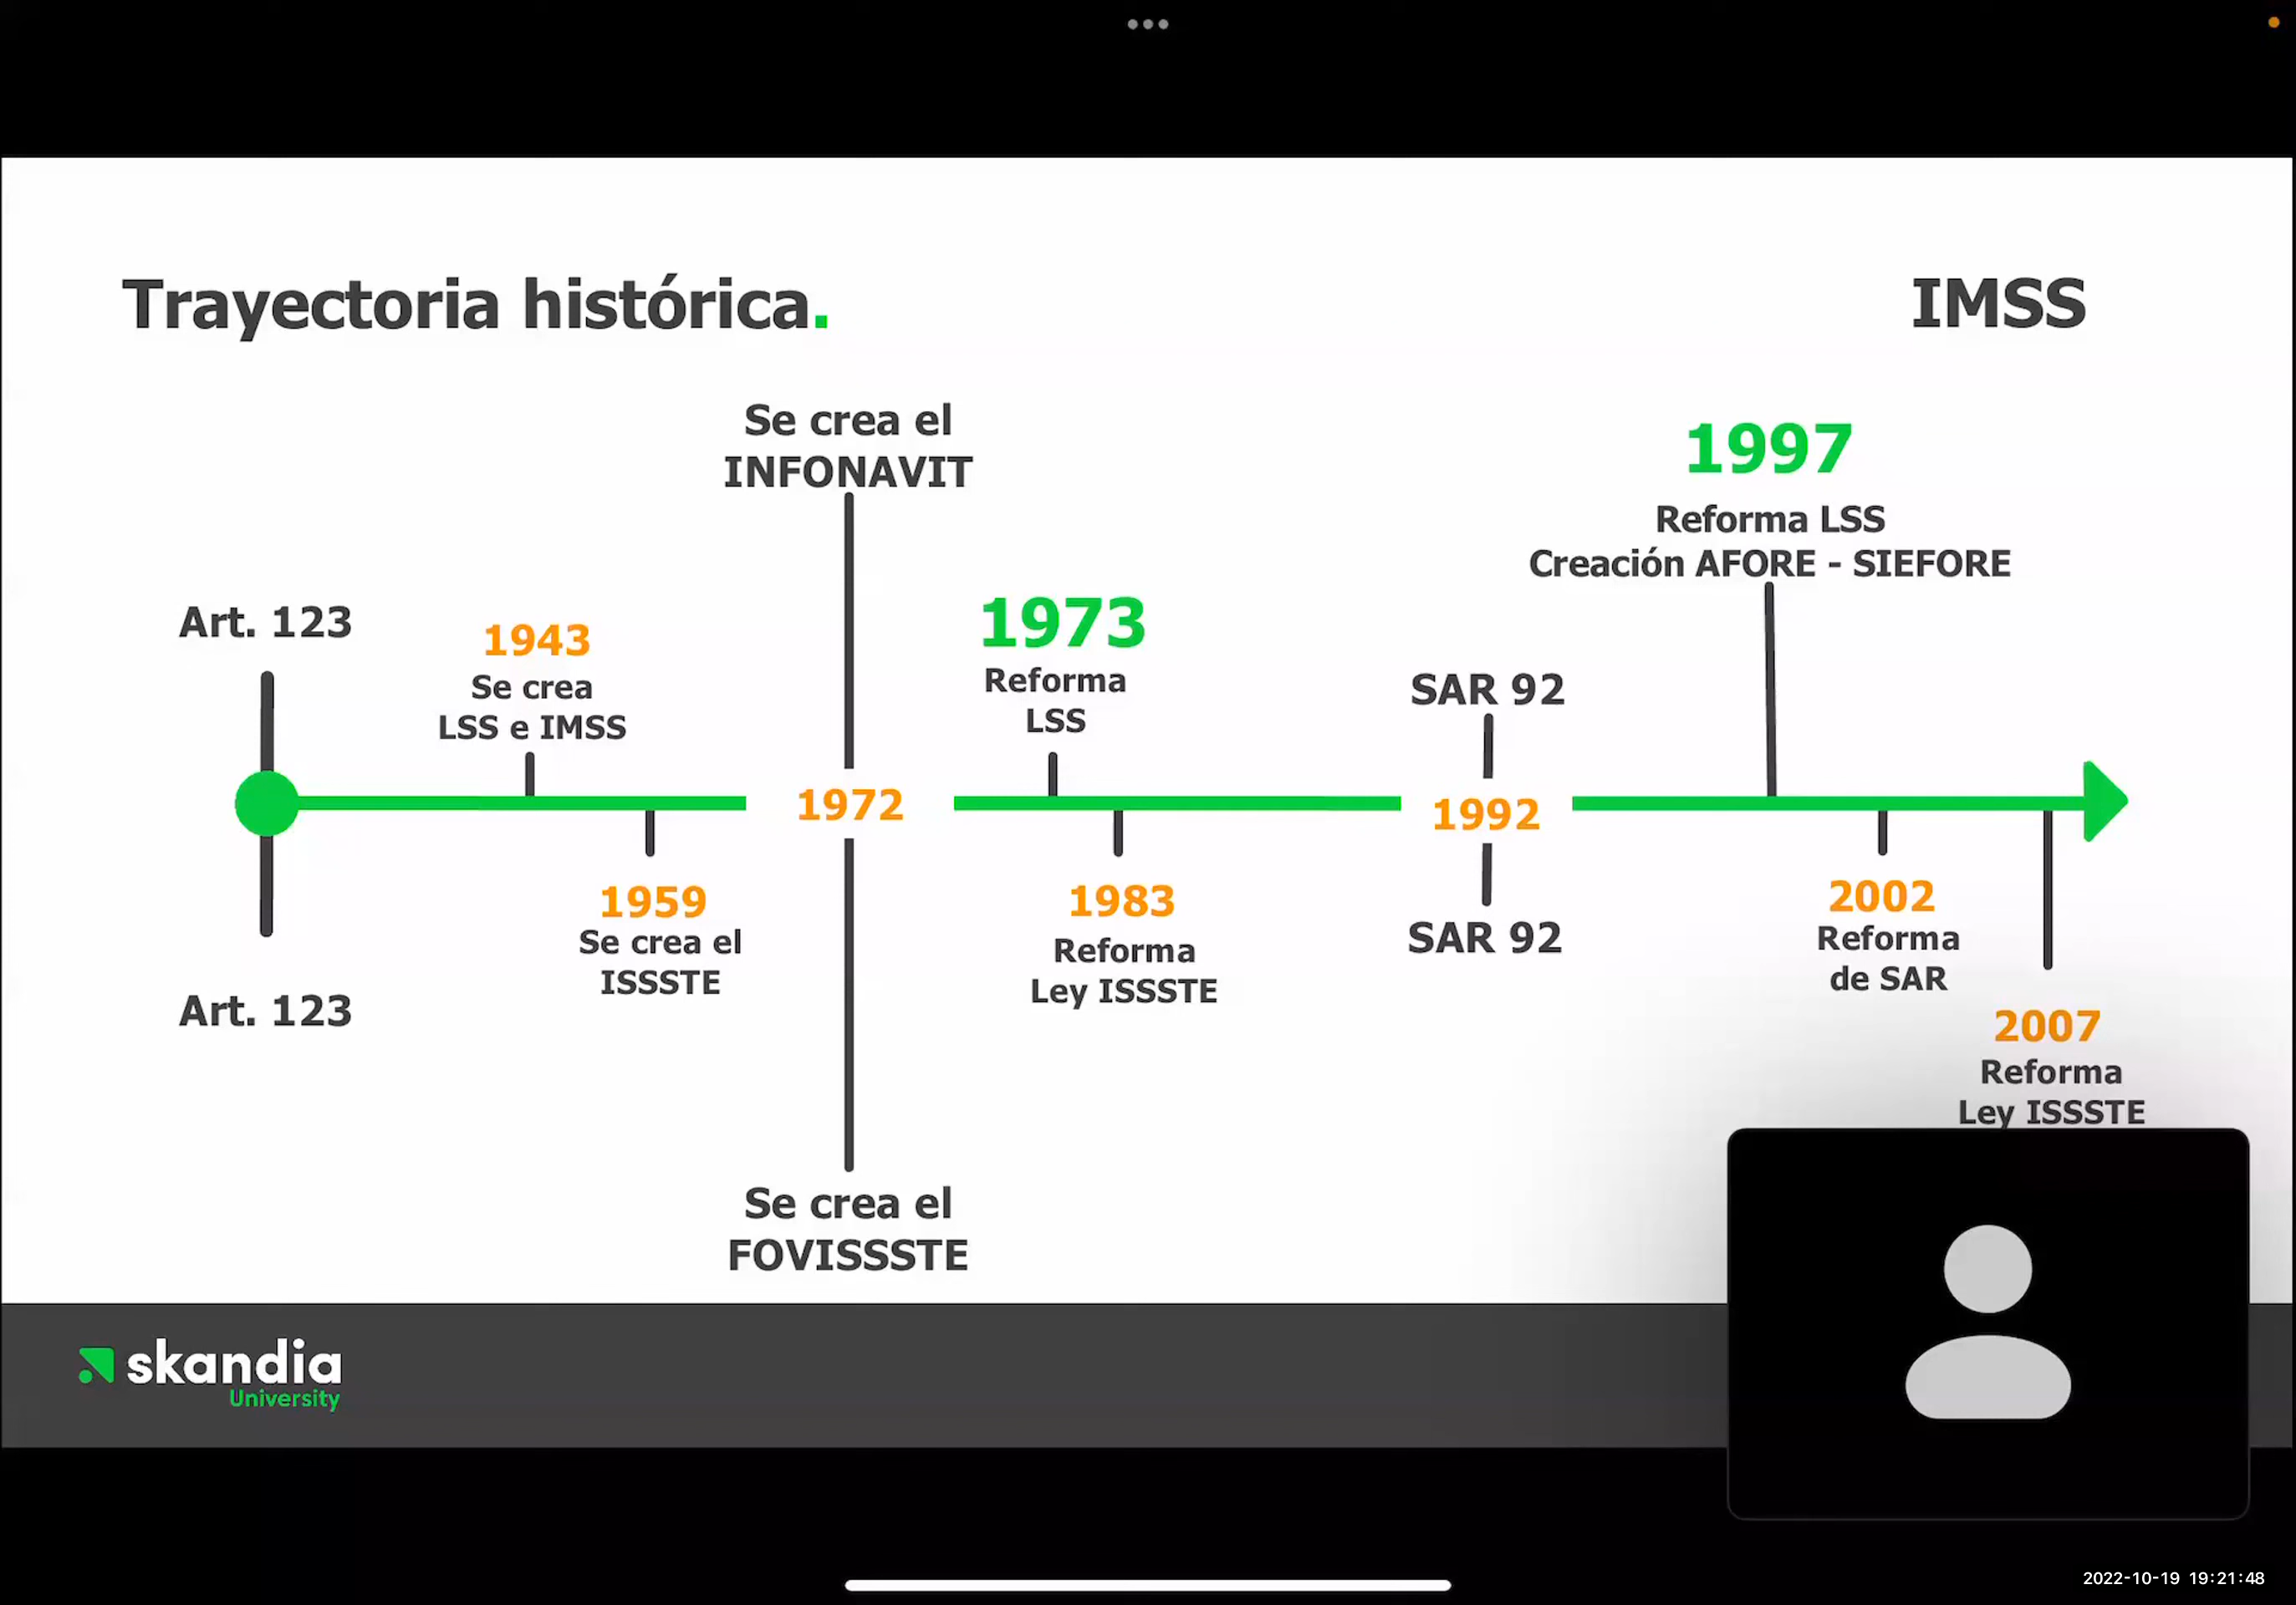 Trayectoria histórica.
IMSS
Se crea el
INFONAVIT
1997
Reforma LSS
Creación AFORE - SIEFORE
Art. 123
1943
Se crea
LSS e IMSS
1973
Reforma
LSS
SAR 92
1972
1992
1959
Se crea el
ISSSTE
1983
Reforma
Ley ISSSTE
SAR 92
2002
Reforma
de SAR
Art. 123
2007
Reforma
Ley ISSSTE
Se crea el
FOVISSSTE
skandia
University
2022-10-19 19:21:48